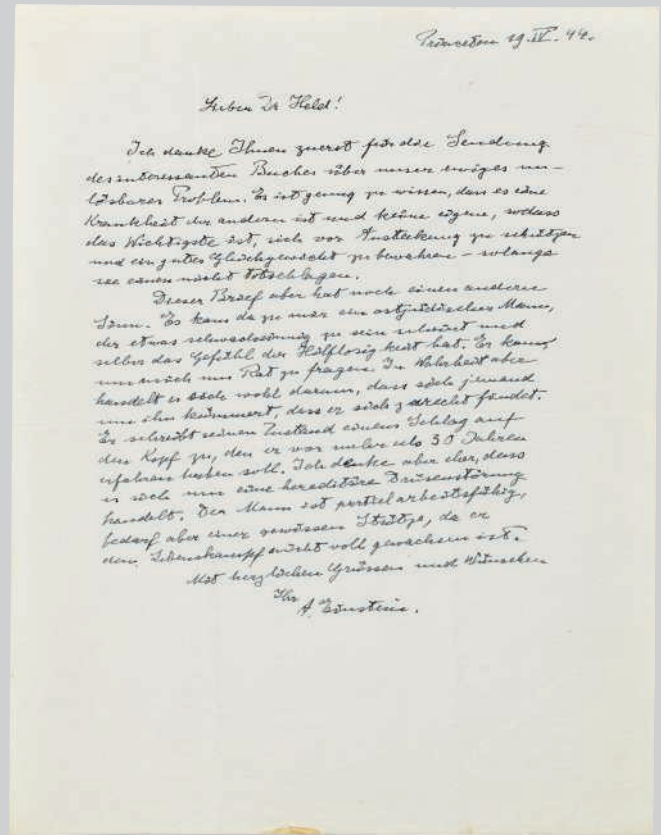 Princeton 19.IV.44.
Lieber Dr Held!
Ich danke Ihnen zuerst für die Sendung
des interessanten Buches über unser ewiges un-
lösbares Problem. Es ist genug zu wissen, dass es eine
Krankheit der andern ist und keine eigene, sodass
das Wichtigste ist, sich vor Ansteckung zu schützen
und ein gutes Gleichgewicht zu bewahren – solange
sie einen nicht totschlagen.
Dieser Brief aber hat noch einen anderen
Sinn. Es kam da zu mir ein ostjüdischer Mann,
der etwas schwachsinnig zu sein scheint und
selber das Gefühl der Hilflosigkeit hat. Er kam
um mich um Rat zu fragen. In Wahrheit aber
handelt es sich wohl darum, dass sich jemand
um ihn kümmert, dass er sich zurecht findet.
Er schreibt seinen Zustand einem Schlag auf
den Kopf zu, den er vor mehr als 30 Jahren
erfahren haben soll. Ich denke aber eher, dass
es sich um eine hereditäre Drüsenstörung
handelt. Der Mann ist partiel arbeitsfähig,
bedarf aber einer gewissen Stütze, da er
dem Lebenskampf nicht voll gewachsen ist.
Mit herzlichen Grüssen und Wünschen
Ihr
A. Einstein.